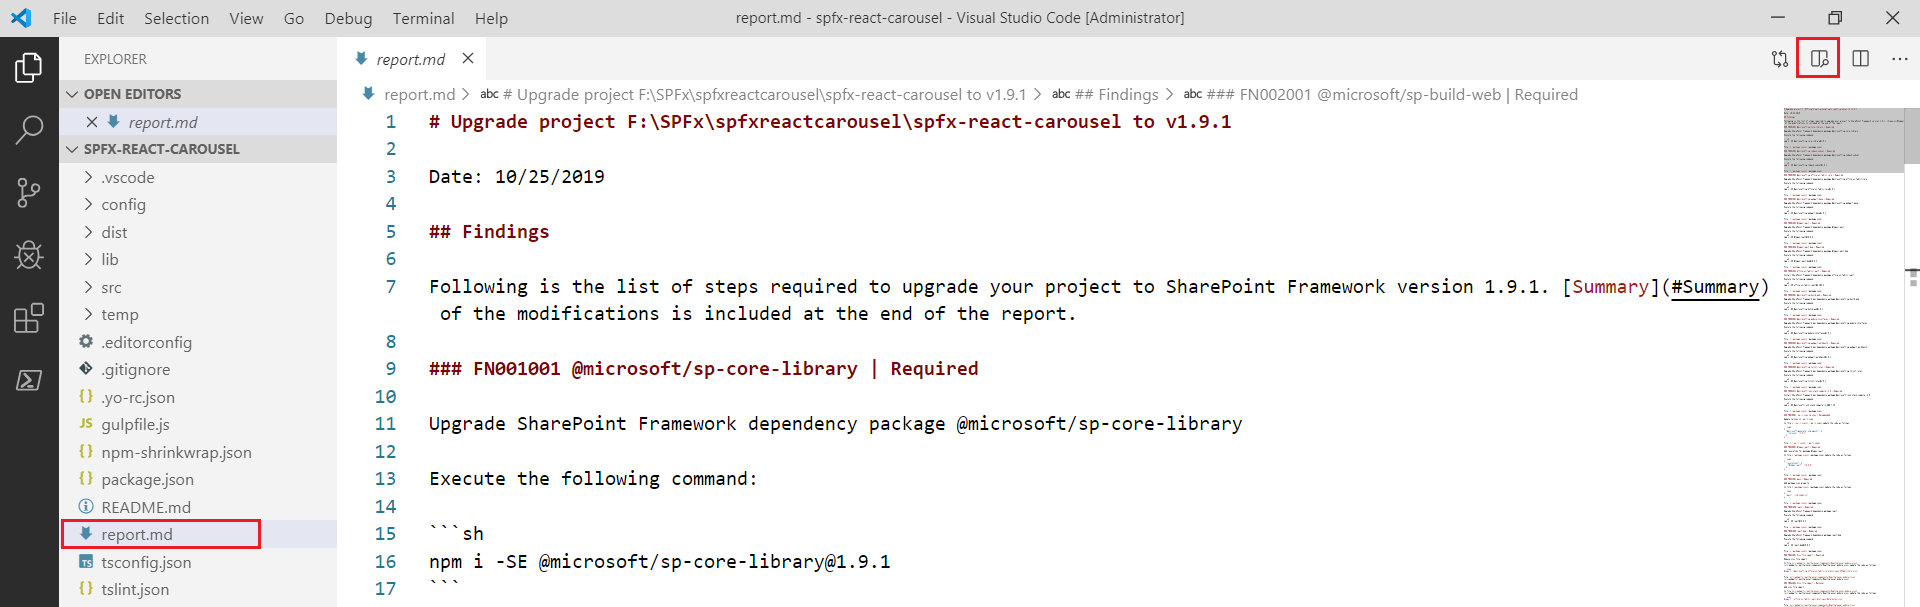 File Edit Selection View Go Debug Terminal Help
report.md - spfx-react-carousel - Visual Studio Code [Administrator]
EXPLORER
OPEN EDITORS
report.md
SPFX-REACT-CAROUSEL
.vscode
config
dist
lib
src
temp
.editorconfig
.gitignore
{} .yo-rc.json
JS gulpfile.js
{} npm-shrinkwrap.json
{} package.json
README.md
report.md
TS tsconfig.json
{} tslint.json
report.md
report.md > abc # Upgrade project F:\SPFx\spfxreactcarousel\spfx-react-carousel to v1.9.1 > abc ## Findings > abc ### FN002001 @microsoft/sp-build-web | Required
1 # Upgrade project F:\SPFx\spfxreactcarousel\spfx-react-carousel to v1.9.1
2
3 Date: 10/25/2019
4
5 ## Findings
6
7 Following is the list of steps required to upgrade your project to SharePoint Framework version 1.9.1. [Summary](#Summary)
of the modifications is included at the end of the report.
8
9 ### FN001001 @microsoft/sp-core-library | Required
10
11 Upgrade SharePoint Framework dependency package @microsoft/sp-core-library
12
13 Execute the following command:
14
15 ```sh
16 npm i -SE @microsoft/sp-core-library@1.9.1
17 ```